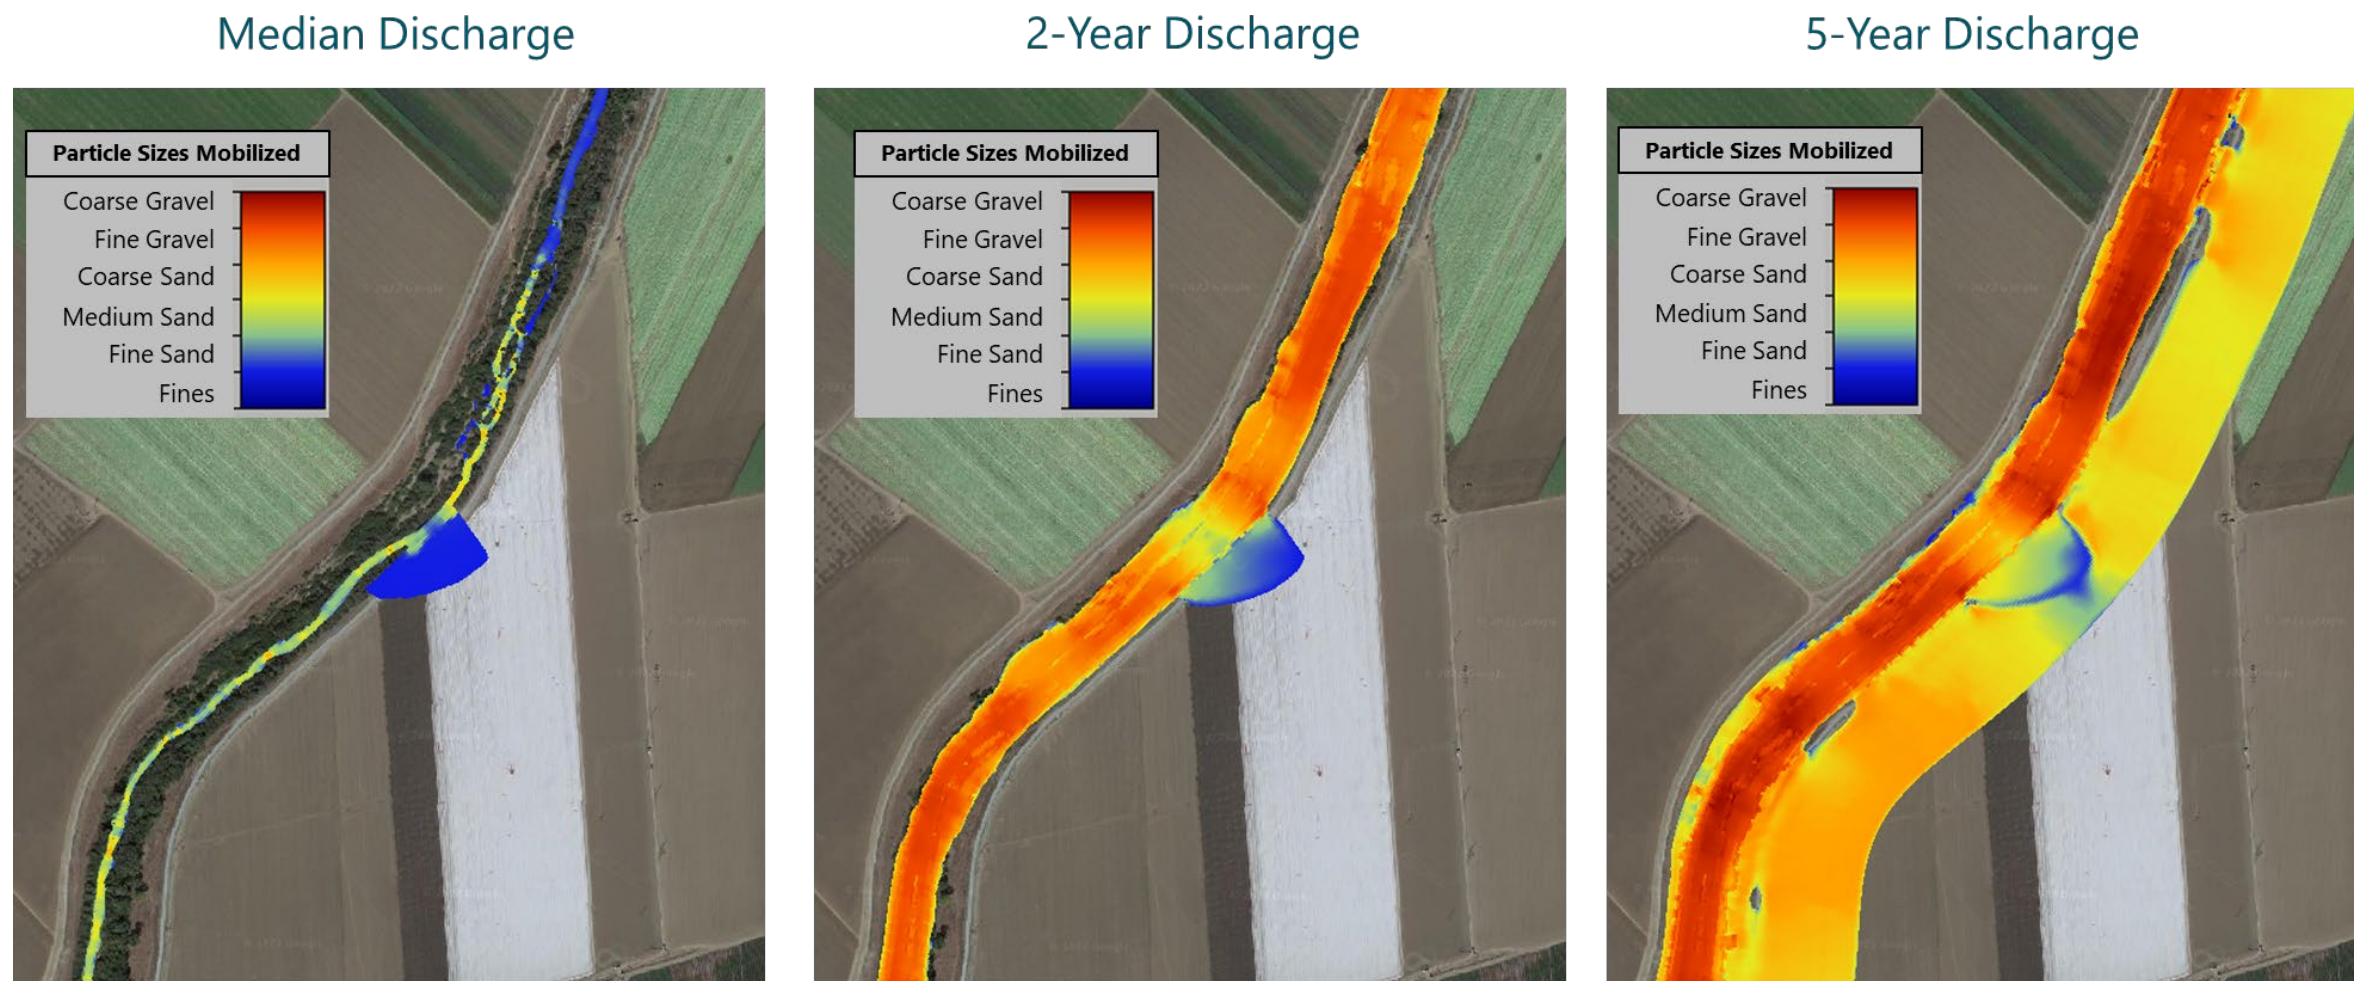 Median Discharge
Particle Sizes Mobilized
Coarse Gravel
Fine Gravel
Coarse Sand
Medium Sand
Fine Sand
Fines
2-Year Discharge
Particle Sizes Mobilized
Coarse Gravel
Fine Gravel
Coarse Sand
Medium Sand
Fine Sand
Fines
5-Year Discharge
Particle Sizes Mobilized
Coarse Gravel
Fine Gravel
Coarse Sand
Medium Sand
Fine Sand
Fines